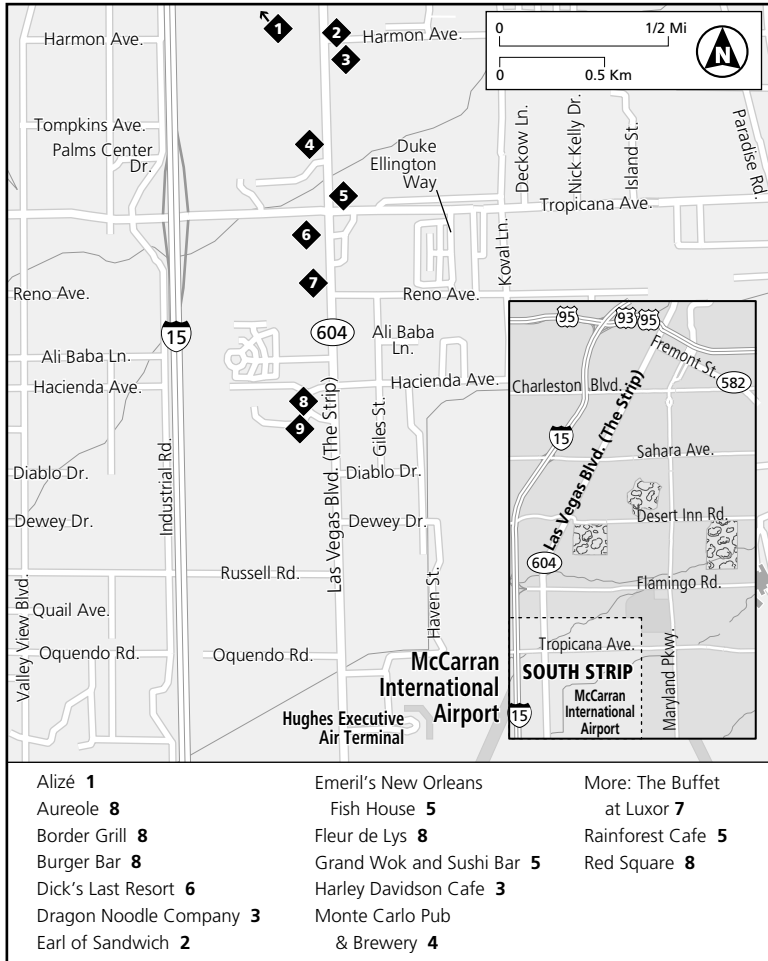 1
2
3
Harmon Ave.
Harmon Ave.
0
1/2 Mi
0
0.5 Km
N
Tompkins Ave.
Palms Center
Dr.
4
Duke
Ellington
Way
Deckow Ln.
Nick Kelly Dr.
Island St.
Paradise Rd.
5
Tropicana Ave.
6
Koval Ln.
7
Reno Ave.
Reno Ave.
15
604
Ali Baba
Ln.
Ali Baba Ln.
Hacienda Ave.
Hacienda Ave.
8
9
Industrial Rd.
Las Vegas Blvd. (The Strip)
Giles St.
Diablo Dr.
Diablo Dr.
Dewey Dr.
Dewey Dr.
Russell Rd.
Valley View Blvd.
Quail Ave.
Haven St.
Oquendo Rd.
Oquendo Rd.
McCarran
International
Airport
Hughes Executive
Air Terminal
95
93
95
Fremont St.
582
Charleston Blvd.
15
Las Vegas Blvd. (The Strip)
Sahara Ave.
Desert Inn Rd.
604
Flamingo Rd.
Tropicana Ave.
SOUTH STRIP
Maryland Pkwy.
McCarran
International
Airport
15
Alizé 1
Aureole 8
Border Grill 8
Burger Bar 8
Dick's Last Resort 6
Dragon Noodle Company 3
Earl of Sandwich 2
Emeril's New Orleans
Fish House 5
Fleur de Lys 8
Grand Wok and Sushi Bar 5
Harley Davidson Cafe 3
Monte Carlo Pub
& Brewery 4
More: The Buffet
at Luxor 7
Rainforest Cafe 5
Red Square 8